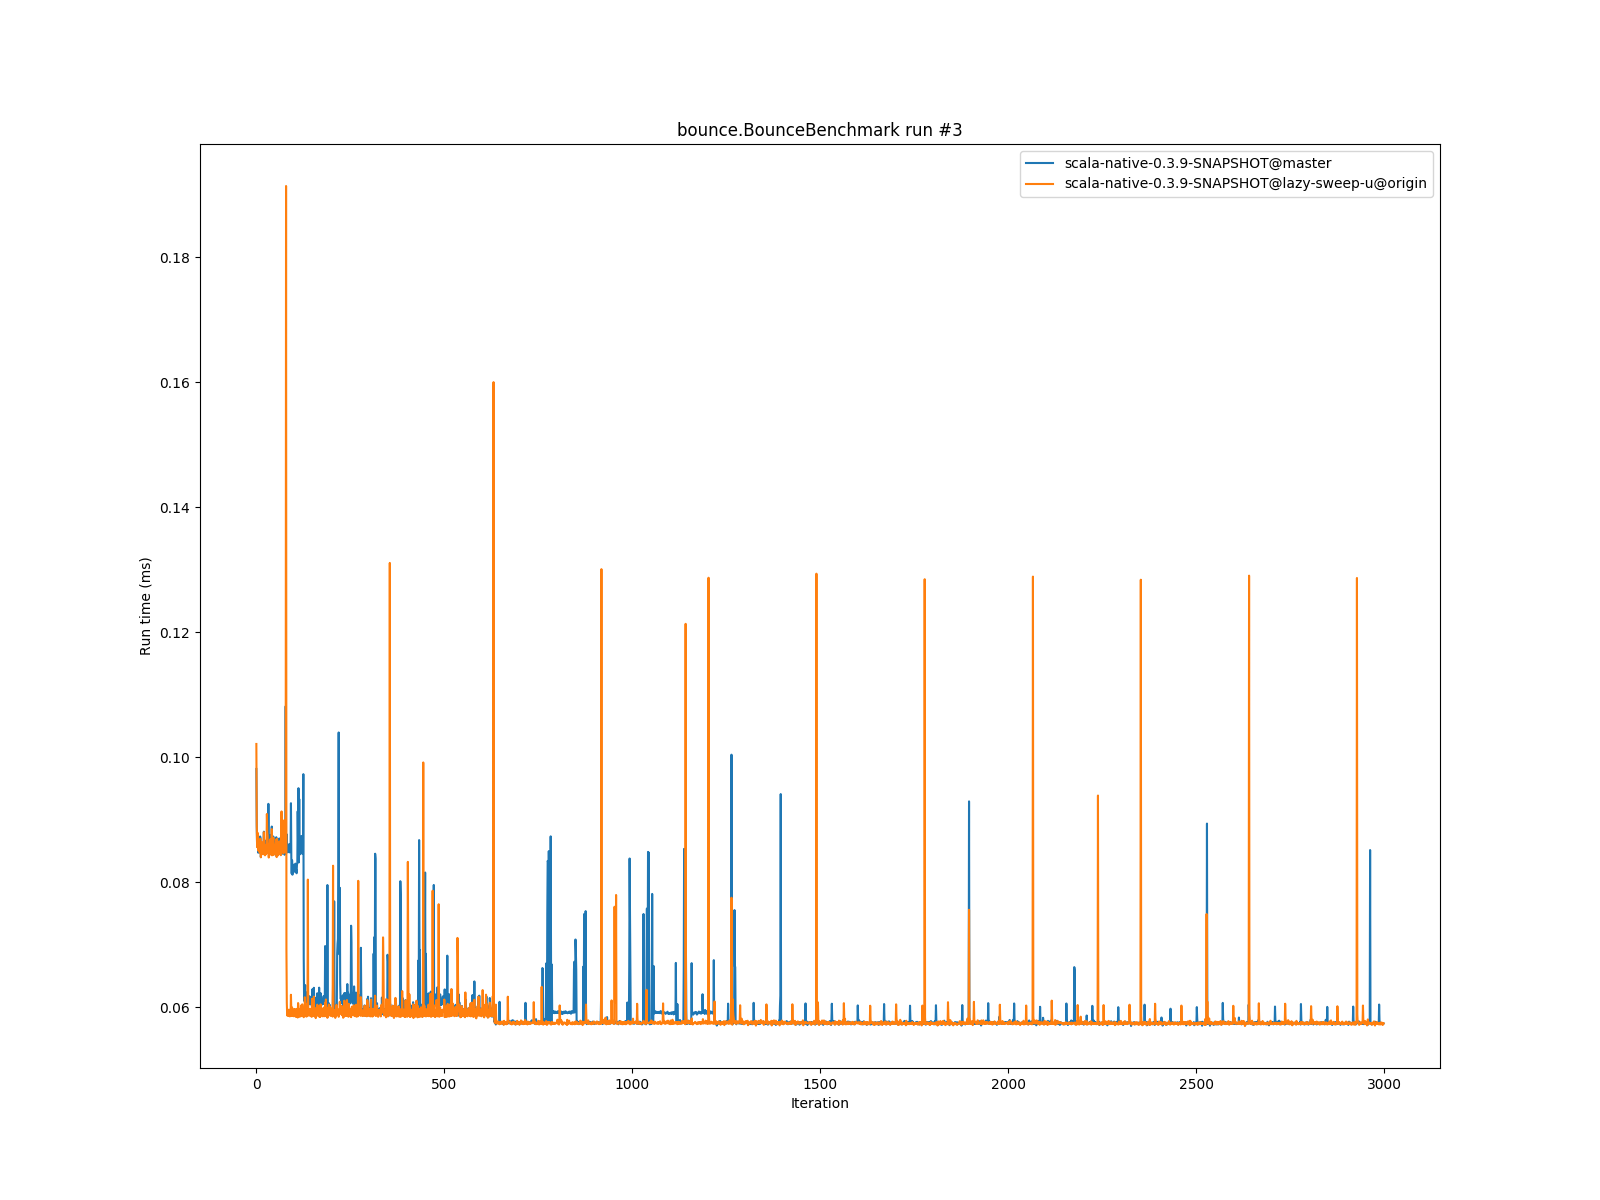 bounce.BounceBenchmark run #3
scala-native-0.3.9-SNAPSHOT@master
scala-native-0.3.9-SNAPSHOT@lazy-sweep-u@origin
Run time (ms)
0.18
0.16
0.14
0.12
0.10
0.08
0.06
0 500 1000 1500 2000 2500 3000
Iteration